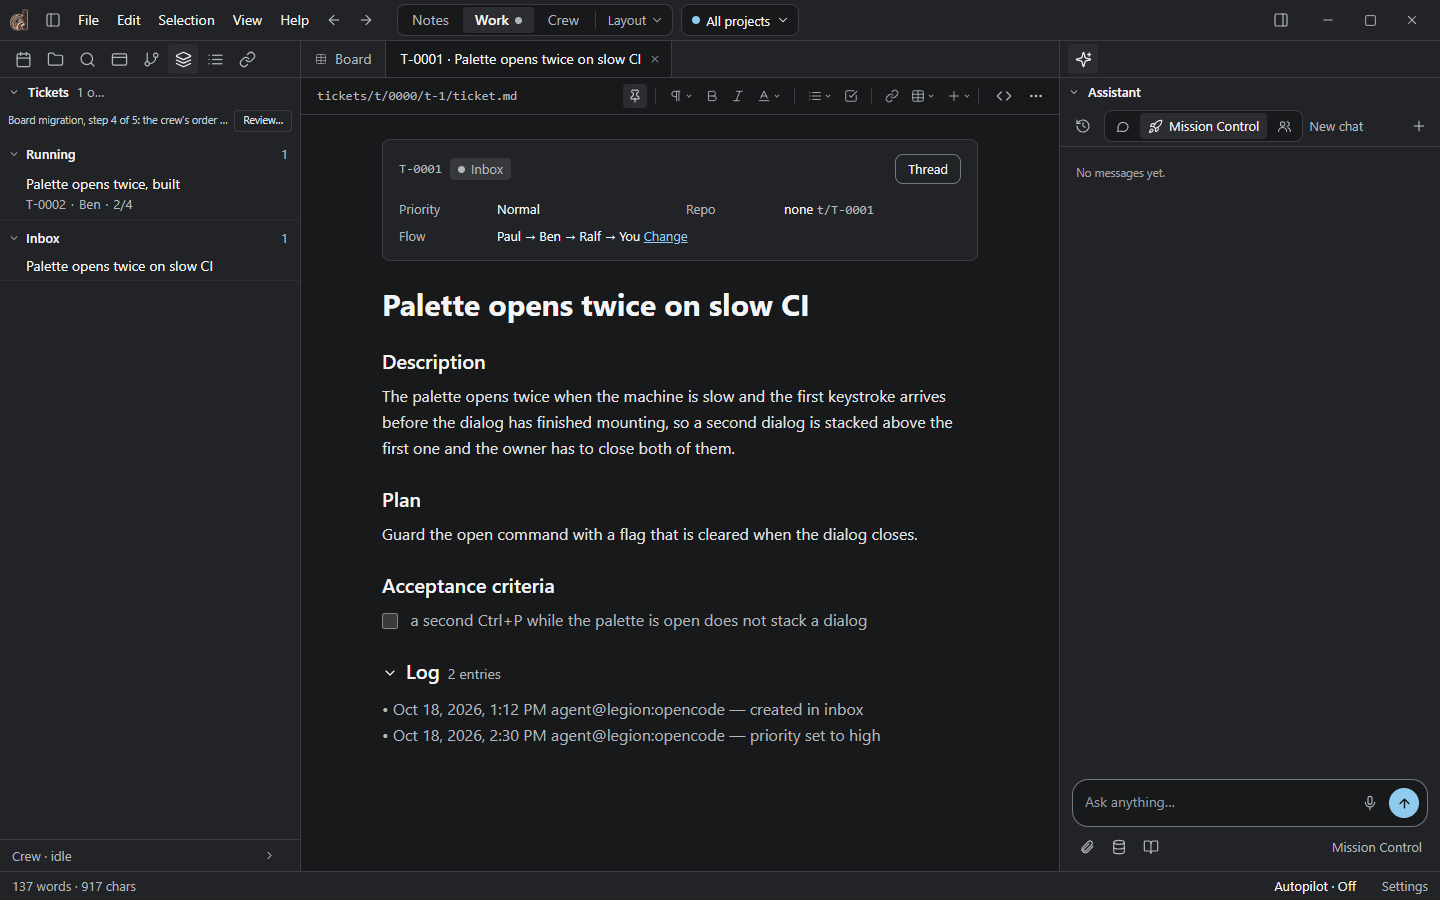 File Edit Selection View Help
Notes Work Crew Layout All projects
Board T-0001 · Palette opens twice on slow CI
Tickets 1 o...
Board migration, step 4 of 5: the crew's order ... Review...
Running 1
Palette opens twice, built
T-0002 · Ben · 2/4
Inbox 1
Palette opens twice on slow CI
Crew · idle
tickets/t/0000/t-1/ticket.md
T-0001 Inbox Thread
Priority Normal Repo none t/T-0001
Flow Paul → Ben → Ralf → You Change
Palette opens twice on slow CI
Description
The palette opens twice when the machine is slow and the first keystroke arrives
before the dialog has finished mounting, so a second dialog is stacked above the
first one and the owner has to close both of them.
Plan
Guard the open command with a flag that is cleared when the dialog closes.
Acceptance criteria
a second Ctrl+P while the palette is open does not stack a dialog
Log 2 entries
• Oct 18, 2026, 1:12 PM agent@legion:opencode — created in inbox
• Oct 18, 2026, 2:30 PM agent@legion:opencode — priority set to high
Assistant
Mission Control New chat
No messages yet.
Ask anything...
Mission Control
137 words · 917 chars
Autopilot · Off Settings